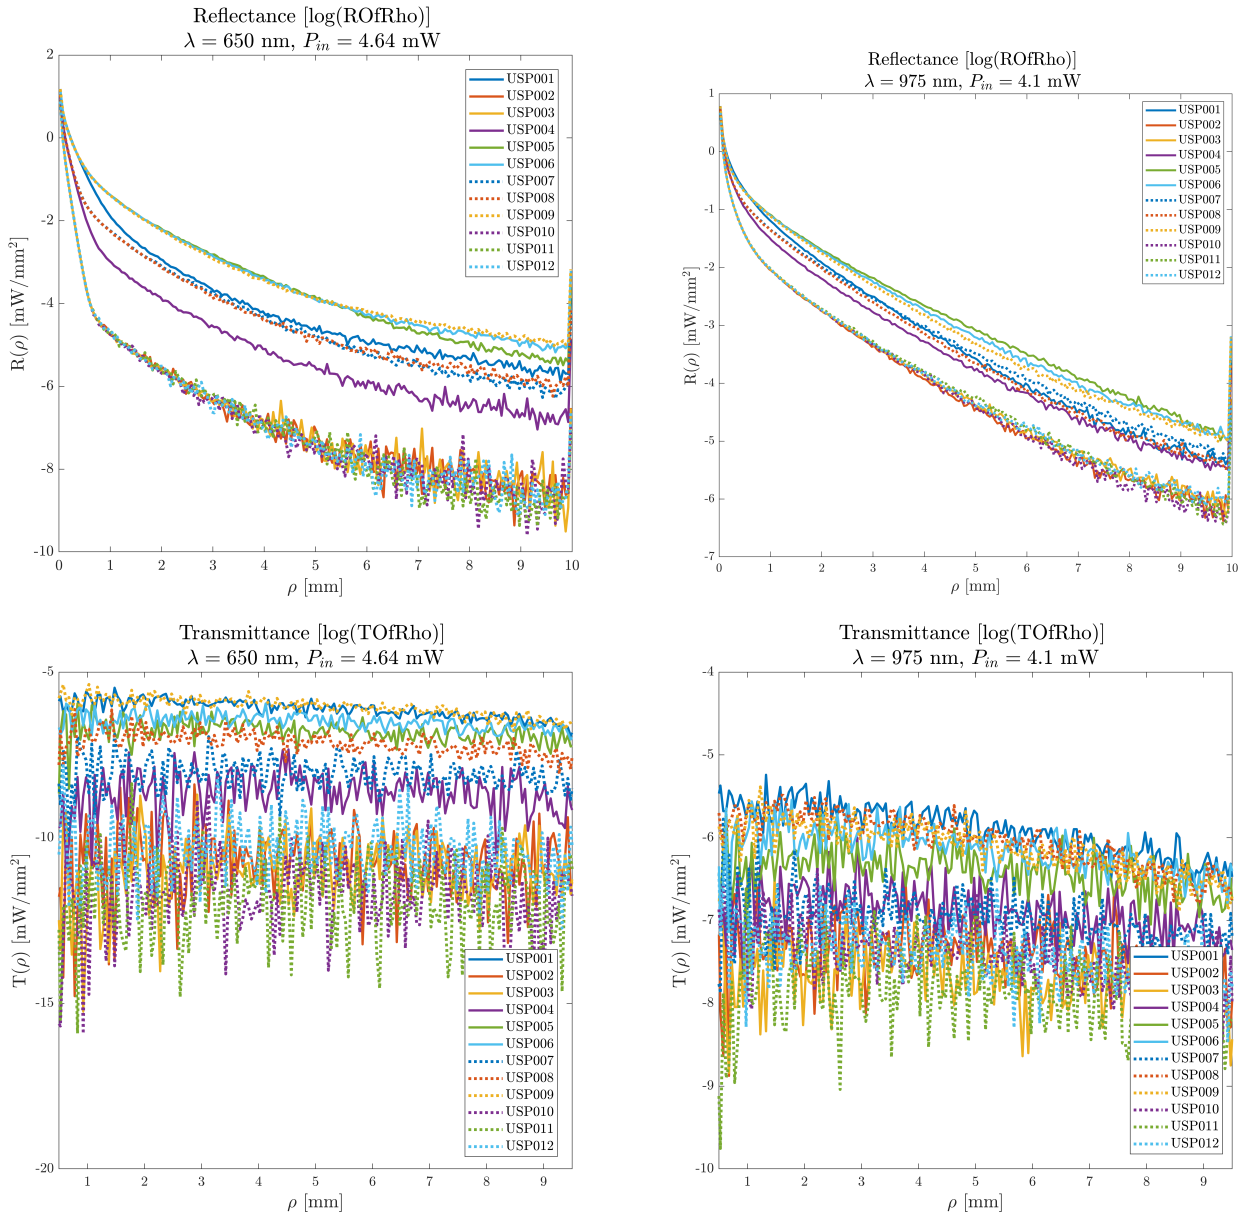 Reflectance [log(ROfRho)]
λ = 650 nm, P_in = 4.64 mW
2
0
-2
-4
-6
-8
-10
R(ρ) [mW/mm²]
0 1 2 3 4 5 6 7 8 9 10
ρ [mm]
USP001
USP002
USP003
USP004
USP005
USP006
USP007
USP008
USP009
USP010
USP011
USP012
Reflectance [log(ROfRho)]
λ = 975 nm, P_in = 4.1 mW
1
0
-1
-2
-3
-4
-5
-6
-7
R(ρ) [mW/mm²]
0 1 2 3 4 5 6 7 8 9 10
ρ [mm]
USP001
USP002
USP003
USP004
USP005
USP006
USP007
USP008
USP009
USP010
USP011
USP012
Transmittance [log(TOfRho)]
λ = 650 nm, P_in = 4.64 mW
-5
-10
-15
-20
T(ρ) [mW/mm²]
1 2 3 4 5 6 7 8 9
ρ [mm]
USP001
USP002
USP003
USP004
USP005
USP006
USP007
USP008
USP009
USP010
USP011
USP012
Transmittance [log(TOfRho)]
λ = 975 nm, P_in = 4.1 mW
-4
-5
-6
-7
-8
-9
-10
T(ρ) [mW/mm²]
1 2 3 4 5 6 7 8 9
ρ [mm]
USP001
USP002
USP003
USP004
USP005
USP006
USP007
USP008
USP009
USP010
USP011
USP012